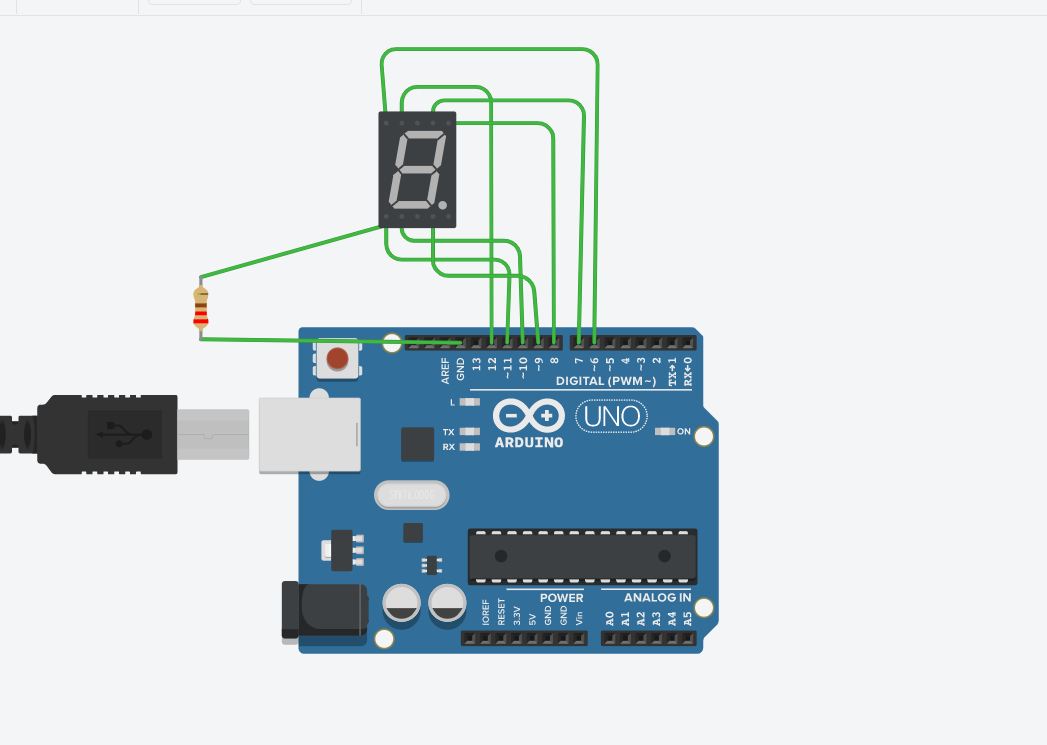 AREF
GND
13
12
~11
~10
~9
8
7
~6
~5
4
~3
2
TX→1
RX←0
DIGITAL (PWM~)
L
TX
RX
ARDUINO
UNO
ON
POWER
ANALOG IN
IOREF
RESET
3.3V
5V
GND
GND
Vin
A0
A1
A2
A3
A4
A5